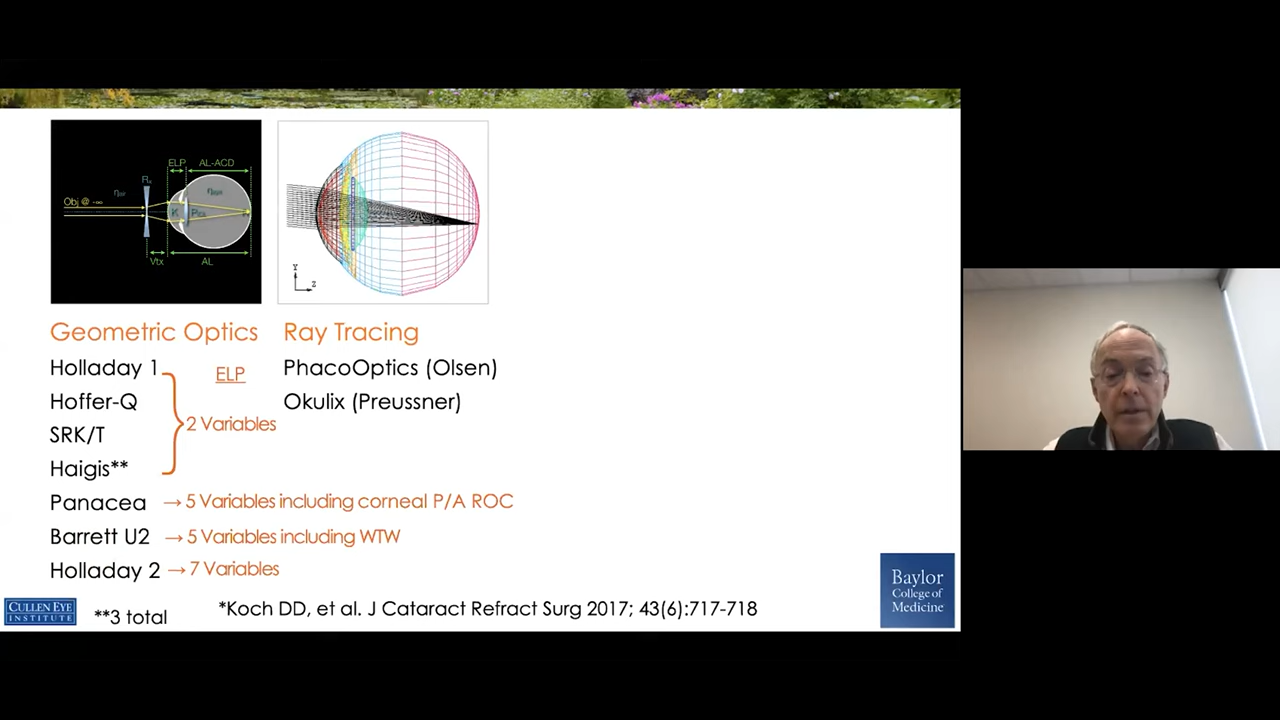 ELP AL-ACD
Rx
Obj @ -∞
K
Vtx AL
Y
Z
Geometric Optics
Holladay 1
Hoffer-Q
SRK/T
Haigis**
ELP
2 Variables
Panacea → 5 Variables including corneal P/A ROC
Barrett U2 → 5 Variables including WTW
Holladay 2 → 7 Variables
Ray Tracing
PhacoOptics (Olsen)
Okulix (Preussner)
CULLEN EYE
INSTITUTE
**3 total
*Koch DD, et al. J Cataract Refract Surg 2017; 43(6):717-718
Baylor
College of
Medicine